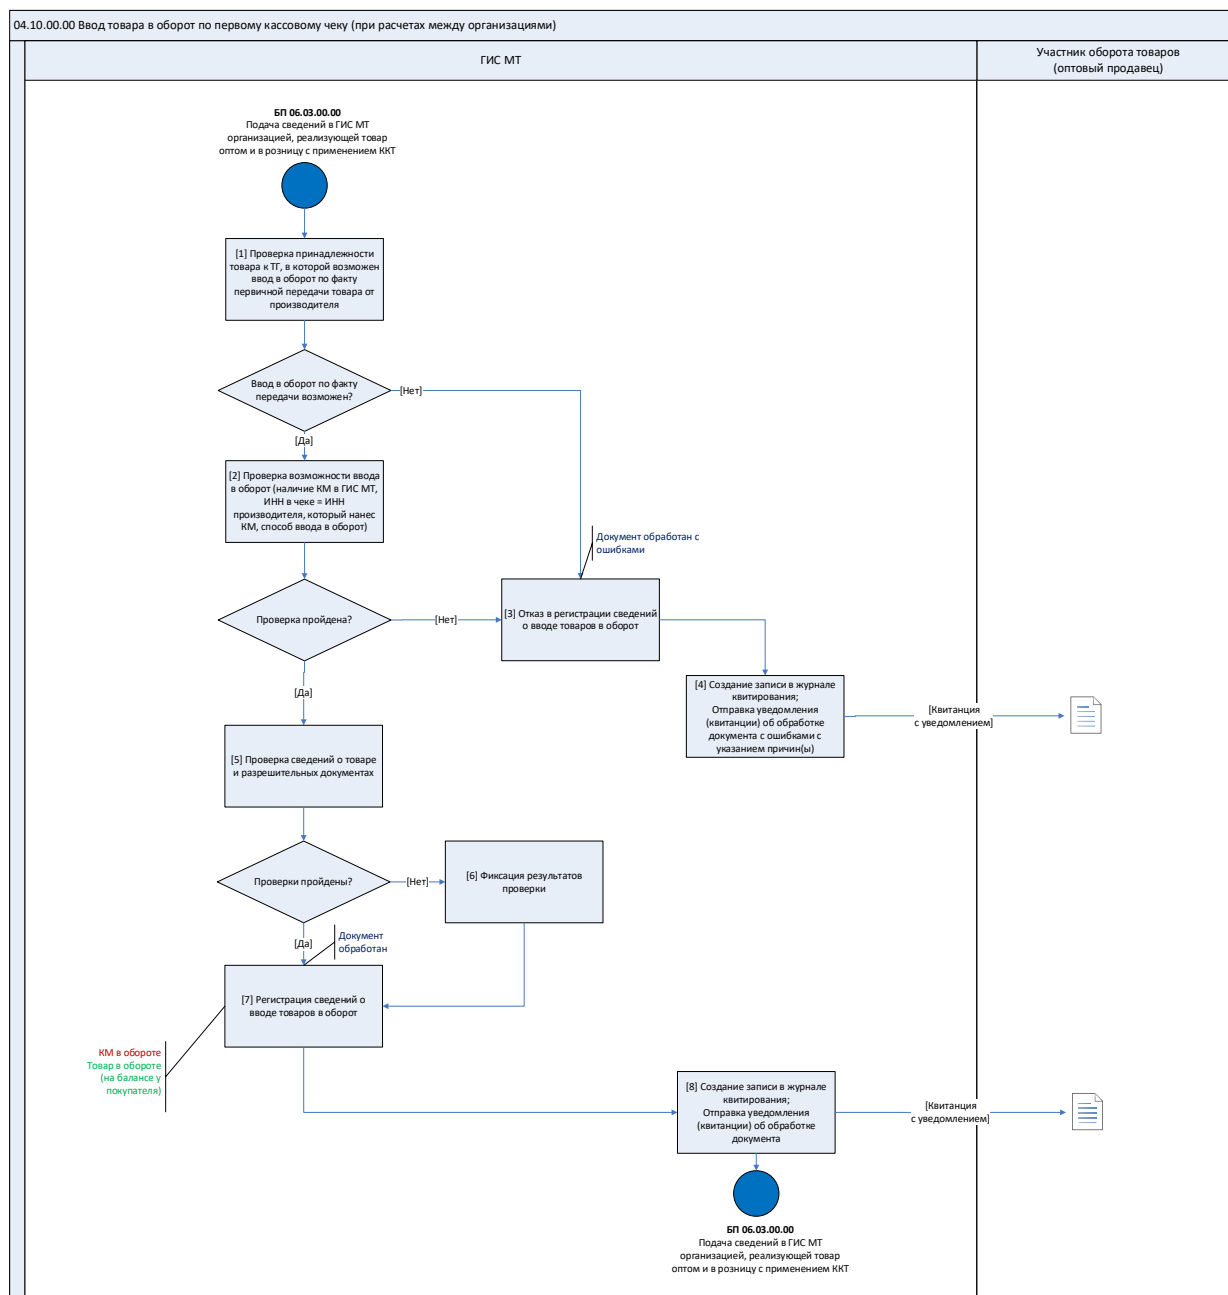 04.10.00.00 Ввод товара в оборот по первому кассовому чеку (при расчетах между организациями)
ГИС МТ
Участник оборота товаров
(оптовый продавец)
БП 06.03.00.00
Подача сведений в ГИС МТ
организацией, реализующей товар
оптом и в розницу с применением ККТ
[1] Проверка принадлежности
товара к ТГ, в которой возможен
ввод в оборот по факту
первичной передачи товара от
производителя
Ввод в оборот по факту
передачи возможен?
[Нет]
[Да]
[2] Проверка возможности ввода
в оборот (наличие КМ в ГИС МТ,
ИНН в чеке = ИНН
производителя, который нанес
КМ, способ ввода в оборот)
Документ обработан с
ошибками
Проверка пройдена?
[Нет]
[3] Отказ в регистрации сведений
о вводе товаров в оборот
[Да]
[4] Создание записи в журнале
квитирования;
Отправка уведомления
(квитанции) об обработке
документа с ошибками с
указанием причин(ы)
[Квитанция
с уведомлением]
[5] Проверка сведений о товаре
и разрешительных документах
Проверки пройдены?
[Нет]
[6] Фиксация результатов
проверки
[Да]
Документ
обработан
[7] Регистрация сведений о
вводе товаров в оборот
КМ в обороте
Товар в обороте
(на балансе у
покупателя)
[8] Создание записи в журнале
квитирования;
Отправка уведомления
(квитанции) об обработке
документа
[Квитанция
с уведомлением]
БП 06.03.00.00
Подача сведений в ГИС МТ
организацией, реализующей товар
оптом и в розницу с применением ККТ